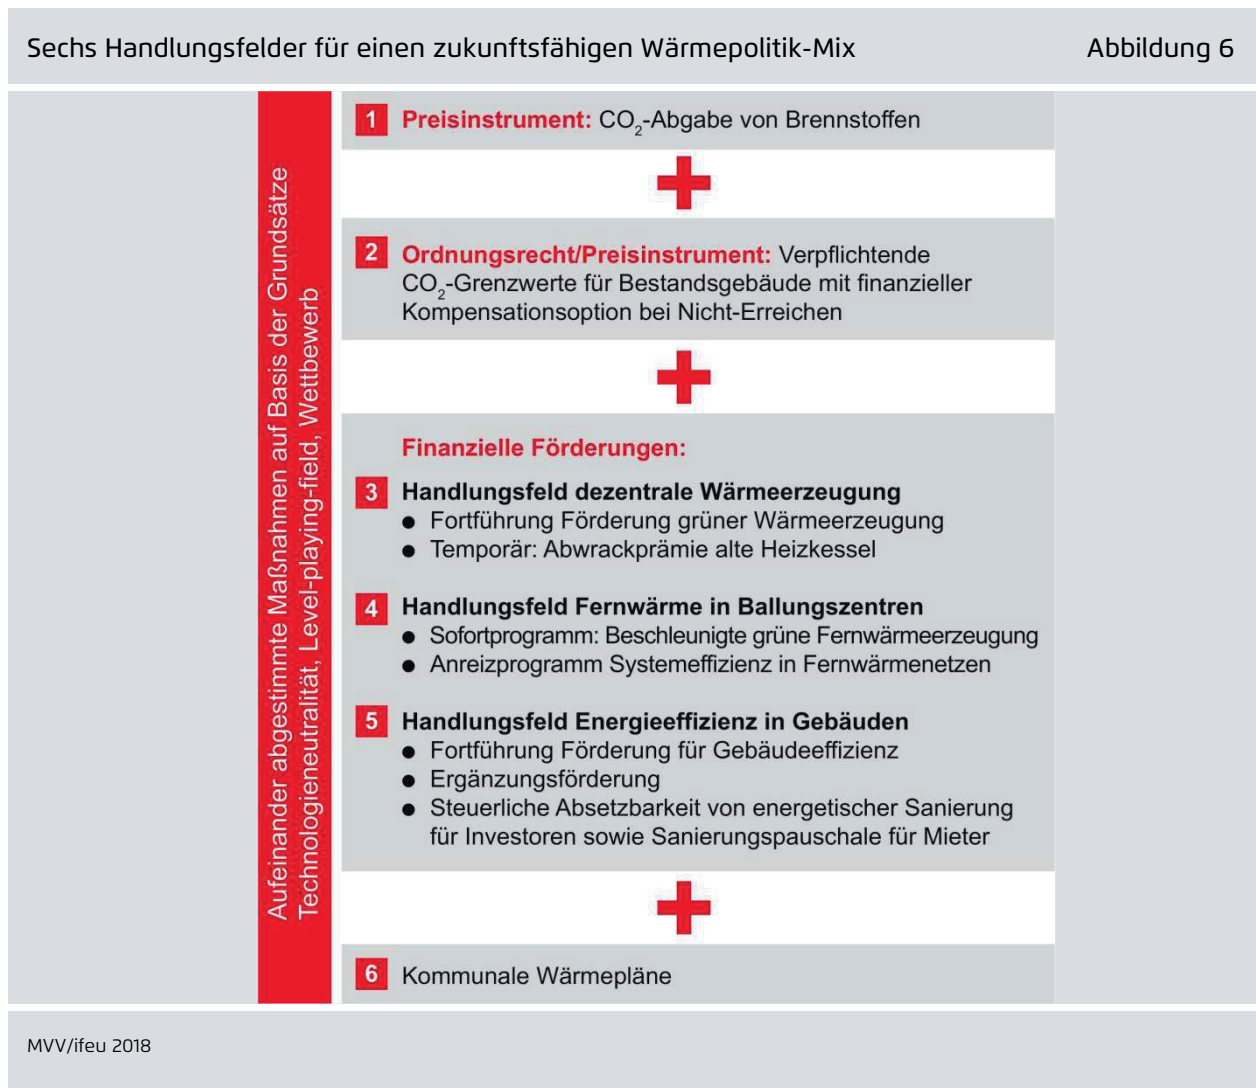 Sechs Handlungsfelder für einen zukunftsfähigen Wärmepolitik-Mix
Abbildung 6
Aufeinander abgestimmte Maßnahmen auf Basis der Grundsätze
Technologieneutralität, Level-playing-field, Wettbewerb
1 Preisinstrument: CO₂-Abgabe von Brennstoffen
2 Ordnungsrecht/Preisinstrument: Verpflichtende
CO₂-Grenzwerte für Bestandsgebäude mit finanzieller
Kompensationsoption bei Nicht-Erreichen
Finanzielle Förderungen:
3 Handlungsfeld dezentrale Wärmeerzeugung
● Fortführung Förderung grüner Wärmeerzeugung
● Temporär: Abwrackprämie alte Heizkessel
4 Handlungsfeld Fernwärme in Ballungszentren
● Sofortprogramm: Beschleunigte grüne Fernwärmeerzeugung
● Anreizprogramm Systemeffizienz in Fernwärmenetzen
5 Handlungsfeld Energieeffizienz in Gebäuden
● Fortführung Förderung für Gebäudeeffizienz
● Ergänzungsförderung
● Steuerliche Absetzbarkeit von energetischer Sanierung
für Investoren sowie Sanierungspauschale für Mieter
6 Kommunale Wärmepläne
MVV/ifeu 2018